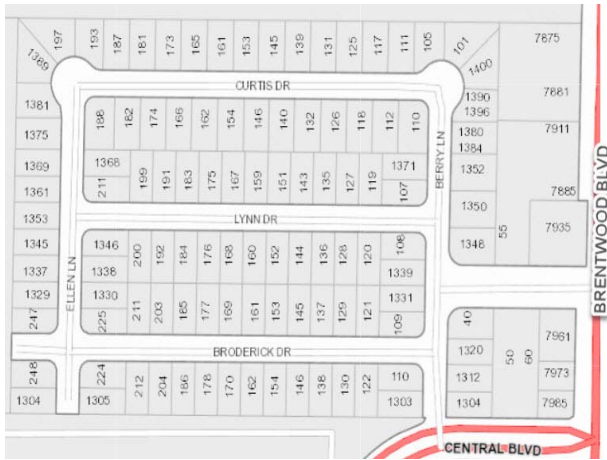 197 193 187 181 173 165 161 153 145 139 131 125 117 111 105 101 7875
1389 1400
CURTIS DR
1381 1390 7881
1396
1375 188 182 174 166 162 154 146 140 132 126 118 112 110 1380 7911
1384
1369 1368 1371 1352
1361 211 199 191 183 175 167 159 151 143 135 127 119 107 7885
BERRY LN
BRENTWOOD BLVD
1353 LYNN DR 1350
55 7935
1345 1346 200 192 184 176 168 160 152 144 136 128 120 108 1348
1337 1338 1339
ELLEN LN
1329 1330 1331
247 225 211 203 185 177 169 161 153 145 137 129 121 109 40
7961
BRODERICK DR 1320 50 60
248 224 212 204 186 178 170 162 154 146 138 130 122 110 1312 7973
1304 1305 1303 1304 7985
CENTRAL BLVD